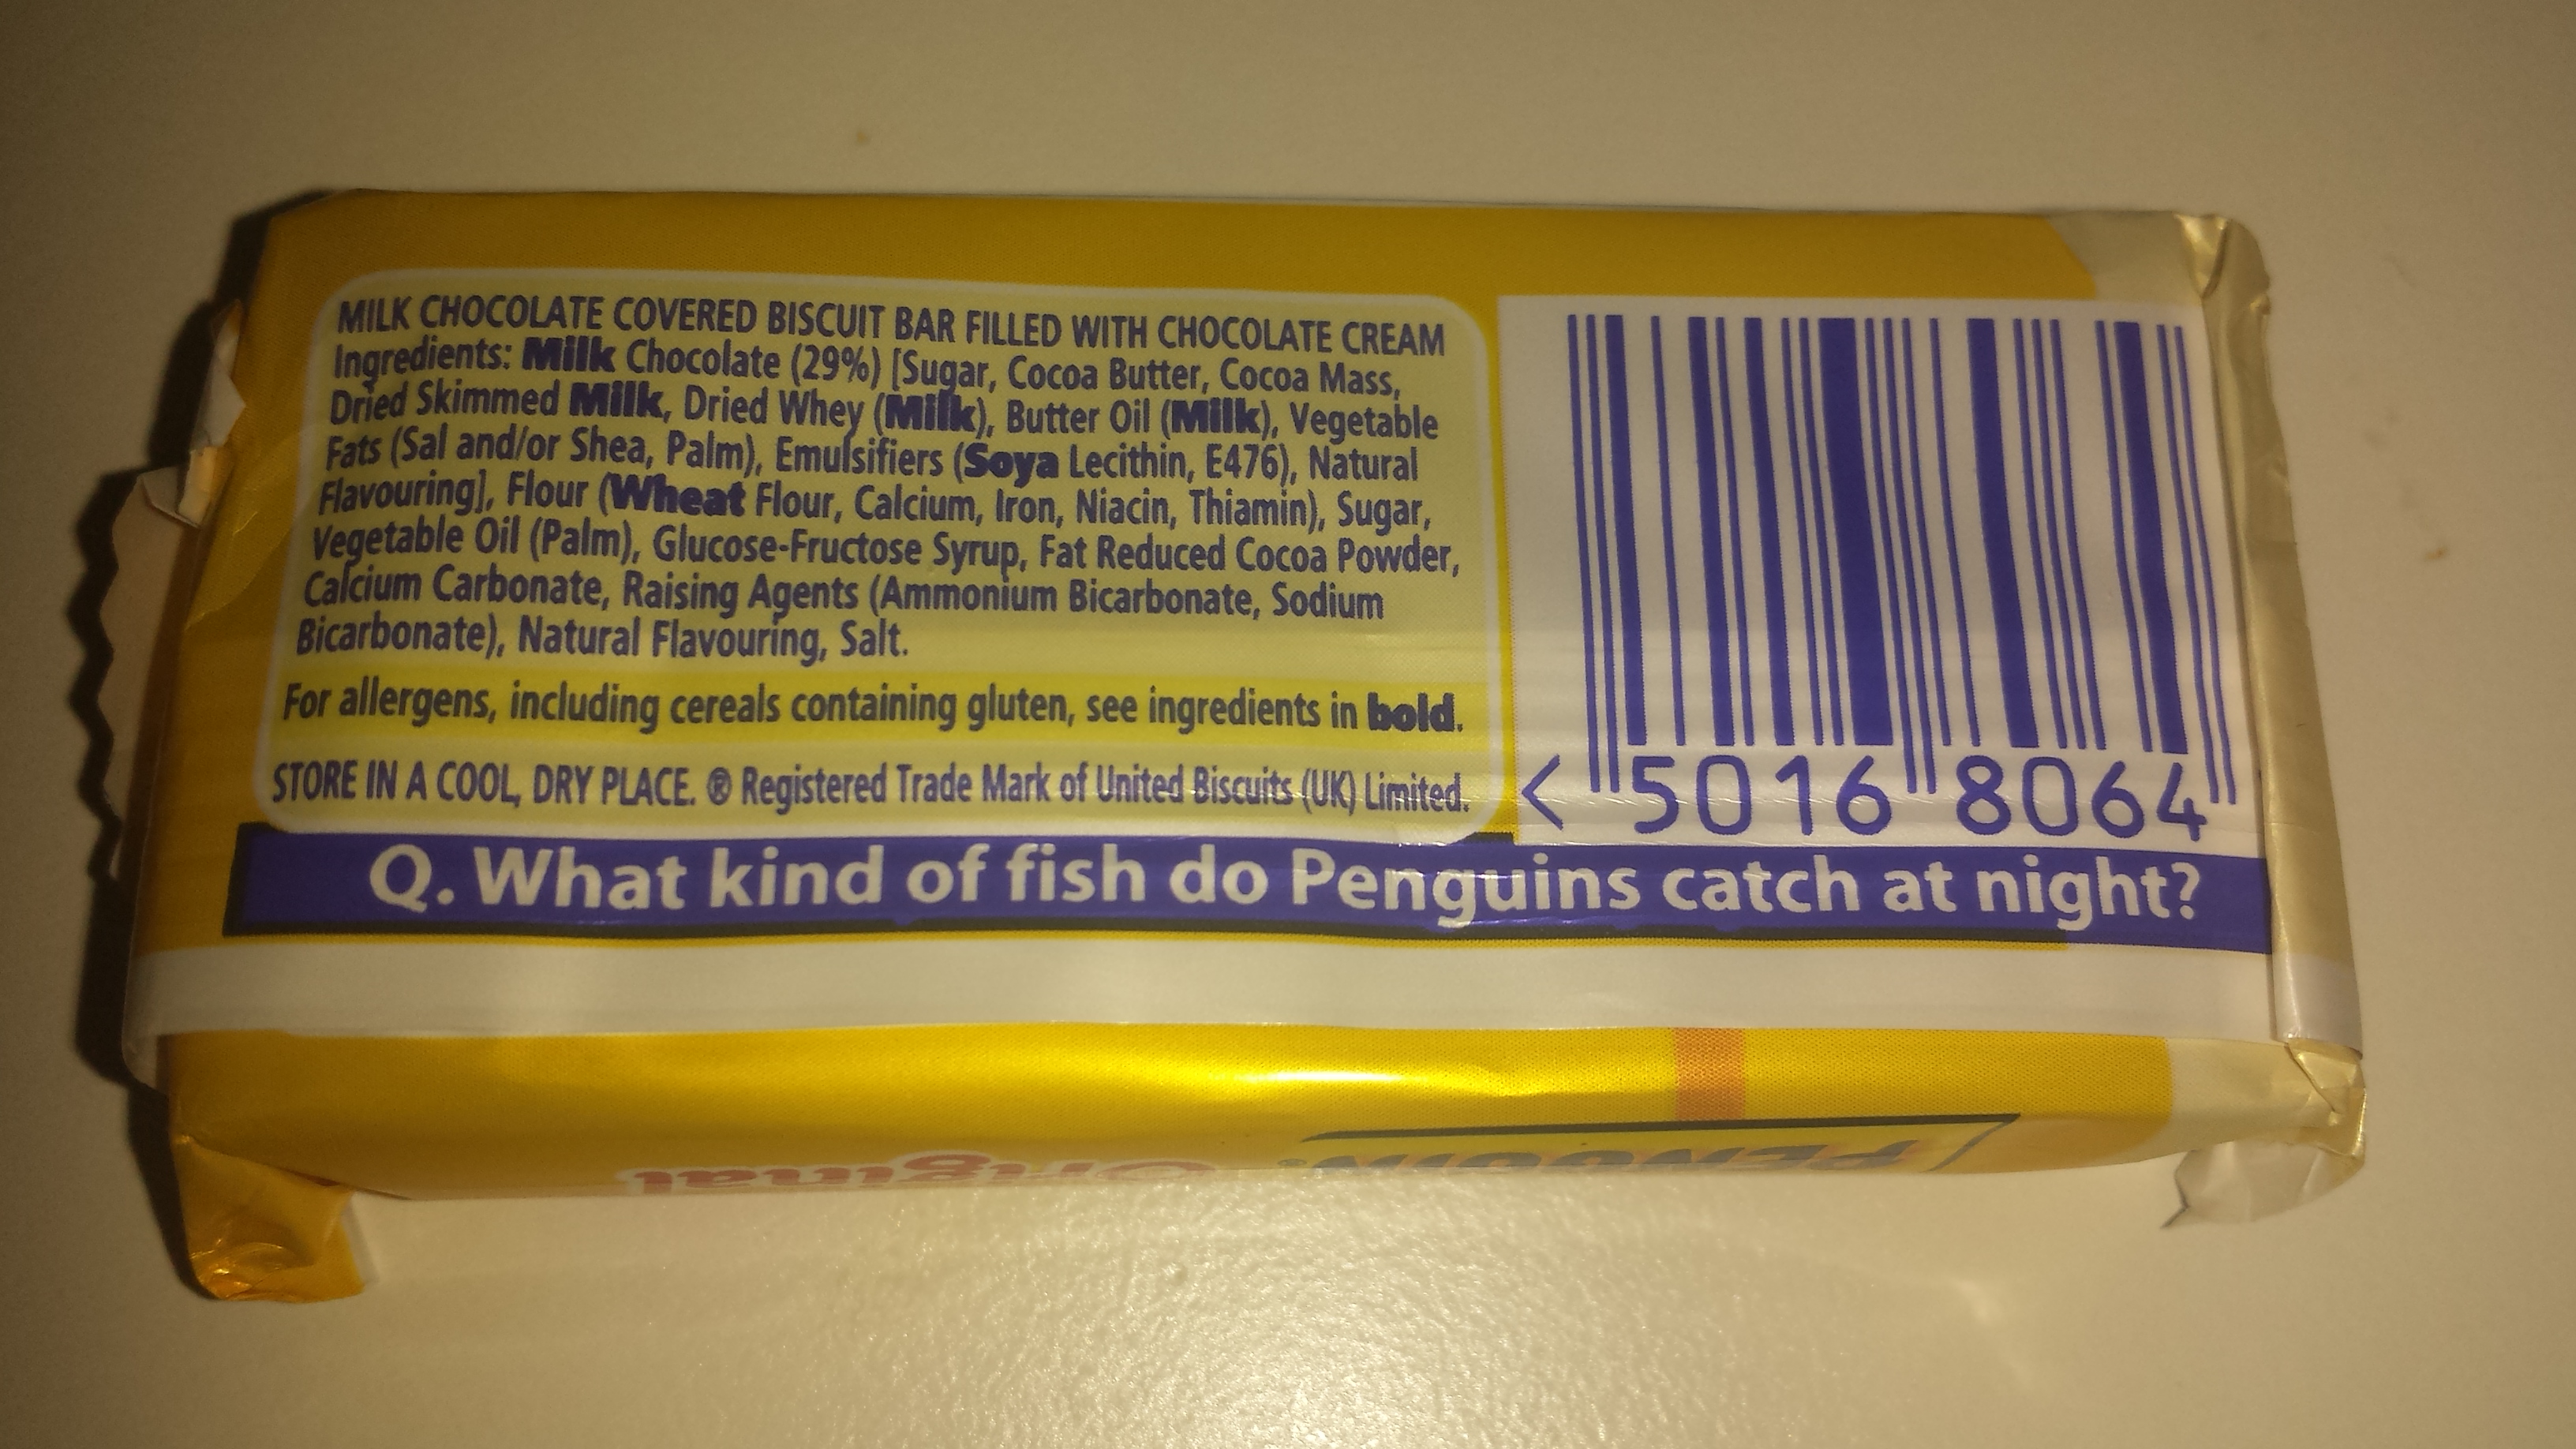 MILK CHOCOLATE COVERED BISCUIT BAR FILLED WITH CHOCOLATE CREAM
Ingredients: Milk Chocolate (29%) [Sugar, Cocoa Butter, Cocoa Mass,
Dried Skimmed Milk, Dried Whey (Milk), Butter Oil (Milk), Vegetable
Fats (Sal and/or Shea, Palm), Emulsifiers (Soya Lecithin, E476), Natural
Flavouring], Flour (Wheat Flour, Calcium, Iron, Niacin, Thiamin), Sugar,
Vegetable Oil (Palm), Glucose-Fructose Syrup, Fat Reduced Cocoa Powder,
Calcium Carbonate, Raising Agents (Ammonium Bicarbonate, Sodium
Bicarbonate), Natural Flavouring, Salt.
For allergens, including cereals containing gluten, see ingredients in bold.
STORE IN A COOL, DRY PLACE. ® Registered Trade Mark of United Biscuits (UK) Limited.
< 5016 8064
Q. What kind of fish do Penguins catch at night?
PENGUIN®
Original